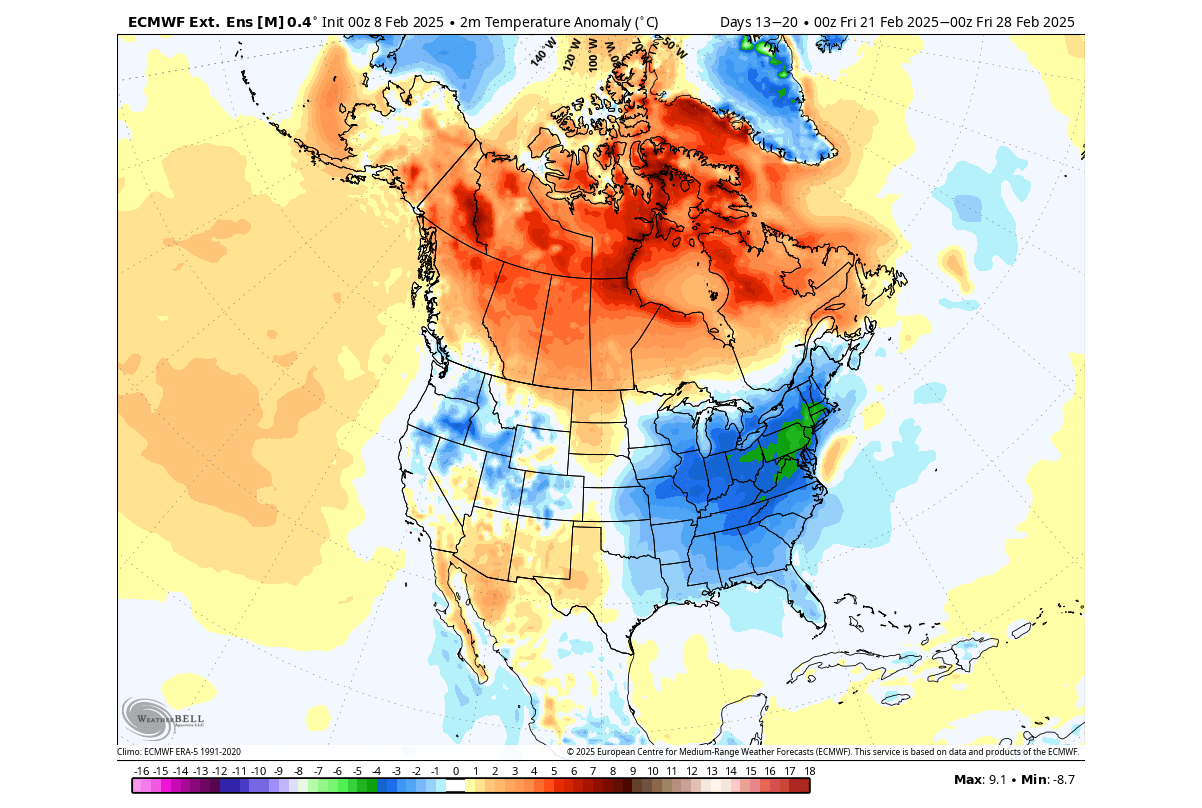 ECMWF Ext. Ens [M] 0.4° Init 00z 8 Feb 2025 • 2m Temperature Anomaly (°C)
Days 13−20 • 00z Fri 21 Feb 2025−00z Fri 28 Feb 2025
140°W
120°W
100°W
50°W
WEATHERBELL
Climo: ECMWF ERA-5 1991-2020
© 2025 European Centre for Medium-Range Weather Forecasts (ECMWF). This service is based on data and products of the ECMWF.
-16 -15 -14 -13 -12 -11 -10 -9 -8 -7 -6 -5 -4 -3 -2 -1 0 1 2 3 4 5 6 7 8 9 10 11 12 13 14 15 16 17 18
Max: 9.1 • Min: -8.7